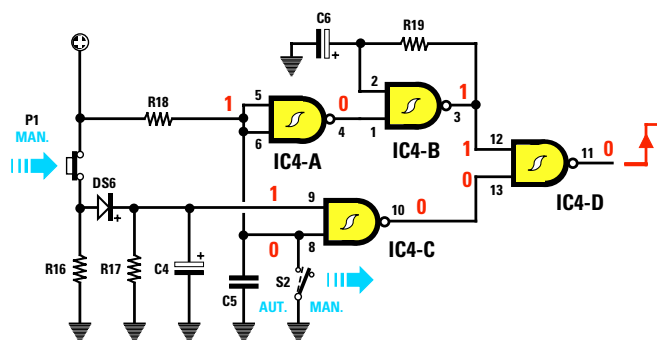 C6
+
R19
+
P1
MAN.
R18
1
5
6
0
4
IC4-A
2
1
1
3
IC4-B
1
12
0
13
11
0
IC4-D
DS6
+
1
9
0
8
10
0
IC4-C
R16
R17
C4
+
C5
S2
AUT.
MAN.